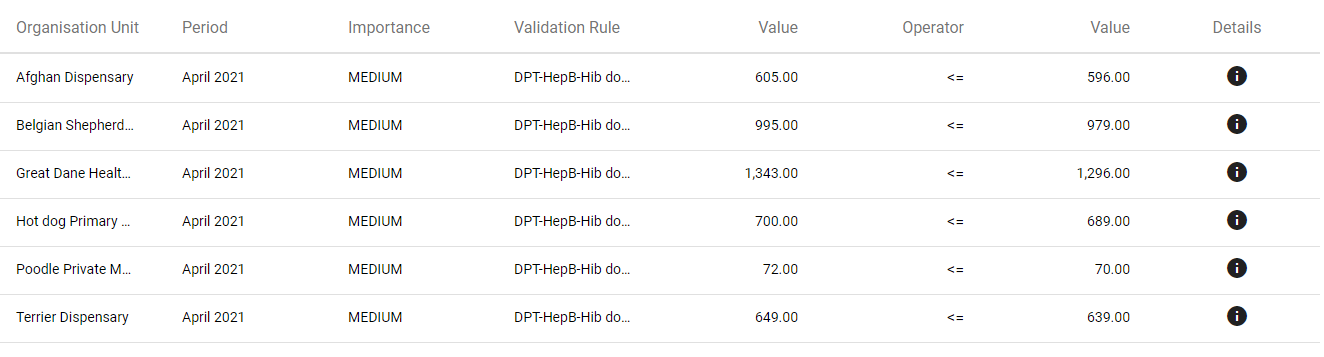 Organisation Unit Period Importance Validation Rule Value Operator Value Details
Afghan Dispensary April 2021 MEDIUM DPT-HepB-Hib do... 605.00 <= 596.00
Belgian Shepherd... April 2021 MEDIUM DPT-HepB-Hib do... 995.00 <= 979.00
Great Dane Healt... April 2021 MEDIUM DPT-HepB-Hib do... 1,343.00 <= 1,296.00
Hot dog Primary ... April 2021 MEDIUM DPT-HepB-Hib do... 700.00 <= 689.00
Poodle Private M... April 2021 MEDIUM DPT-HepB-Hib do... 72.00 <= 70.00
Terrier Dispensary April 2021 MEDIUM DPT-HepB-Hib do... 649.00 <= 639.00